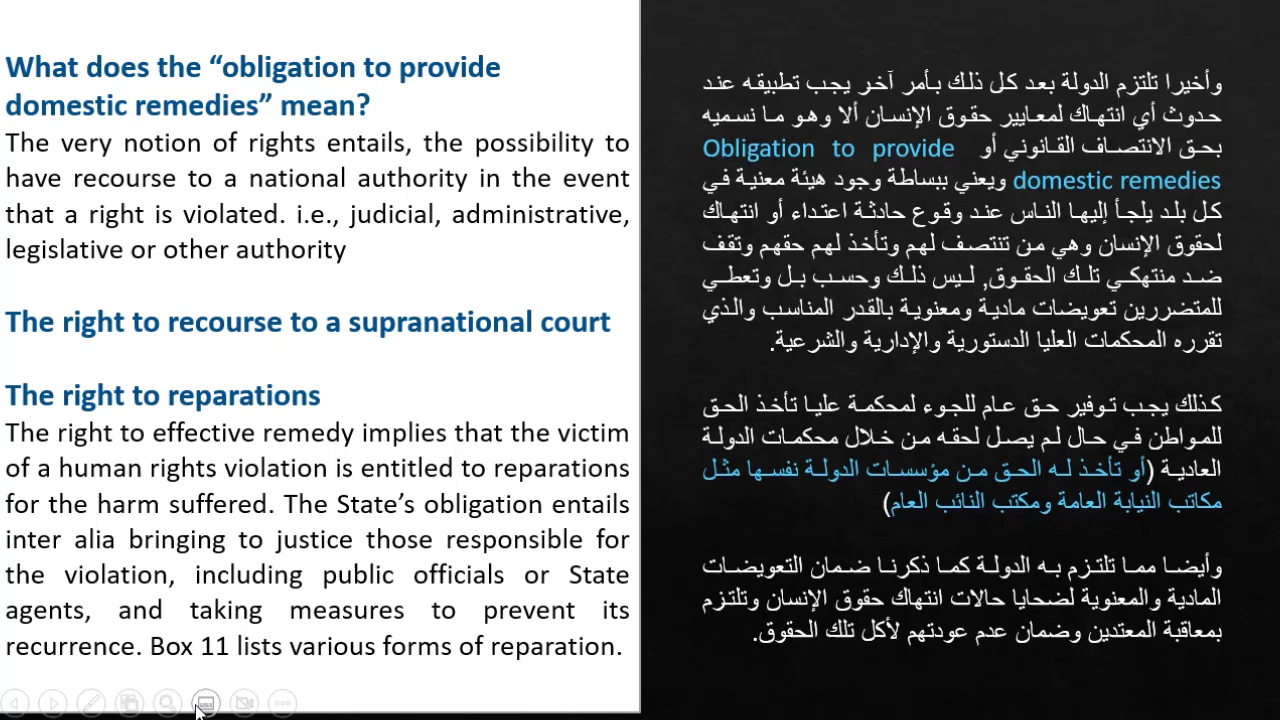 What does the “obligation to provide
domestic remedies” mean?
The very notion of rights entails, the possibility to
have recourse to a national authority in the event
that a right is violated. i.e., judicial, administrative,
legislative or other authority
The right to recourse to a supranational court
The right to reparations
The right to effective remedy implies that the victim
of a human rights violation is entitled to reparations
for the harm suffered. The State’s obligation entails
inter alia bringing to justice those responsible for
the violation, including public officials or State
agents, and taking measures to prevent its
recurrence. Box 11 lists various forms of reparation.
وأخيرا تلتزم الدولة بعد كل ذلك بأمر آخر يجب تطبيقه عند
حدوث أي انتهاك لمعايير حقوق الإنسان ألا وهو ما نسميه
بحق الانتصاف القانوني أو Obligation to provide
domestic remedies ويعني ببساطة وجود هيئة معنية في
كل بلد يلجأ إليها الناس عند وقوع حادثة اعتداء أو انتهاك
لحقوق الإنسان وهي من تنتصف لهم وتأخذ لهم حقهم وتقف
ضد منتهكي تلك الحقوق, ليس ذلك وحسب بل وتعطي
للمتضررين تعويضات مادية ومعنوية بالقدر المناسب والذي
تقرره المحكمات العليا الدستورية والإدارية والشرعية.
كذلك يجب توفير حق عام للجوء لمحكمة عليا تأخذ الحق
للمواطن في حال لم يصل لحقه من خلال محكمات الدولة
العادية (أو تأخذ له الحق من مؤسسات الدولة نفسها مثل
مكاتب النيابة العامة ومكتب النائب العام)
وأيضا مما تلتزم به الدولة كما ذكرنا ضمان التعويضات
المادية والمعنوية لضحايا حالات انتهاك حقوق الإنسان وتلتزم
بمعاقبة المعتدين وضمان عدم عودتهم لأكل تلك الحقوق.